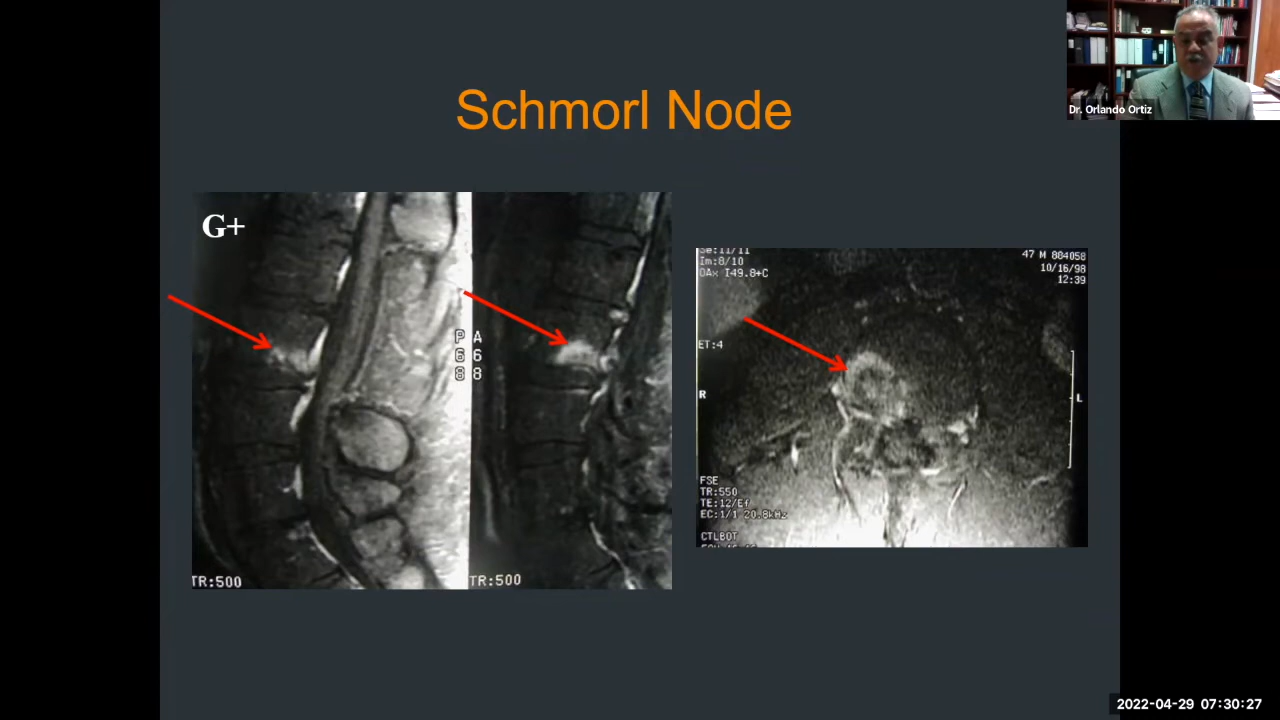 Schmorl Node
Dr. Orlando Ortiz
G+
P A
6 6
8 8
TR:500
TR:500
Se:11/11
Im:8/10
OAx I49.8+C
47 M 804058
10/16/98
12:39
ET:4
R
L
FSE
TR:550
TE:12/Ef
EC:1/1 20.8kHz
CTLBOT
2022-04-29 07:30:27